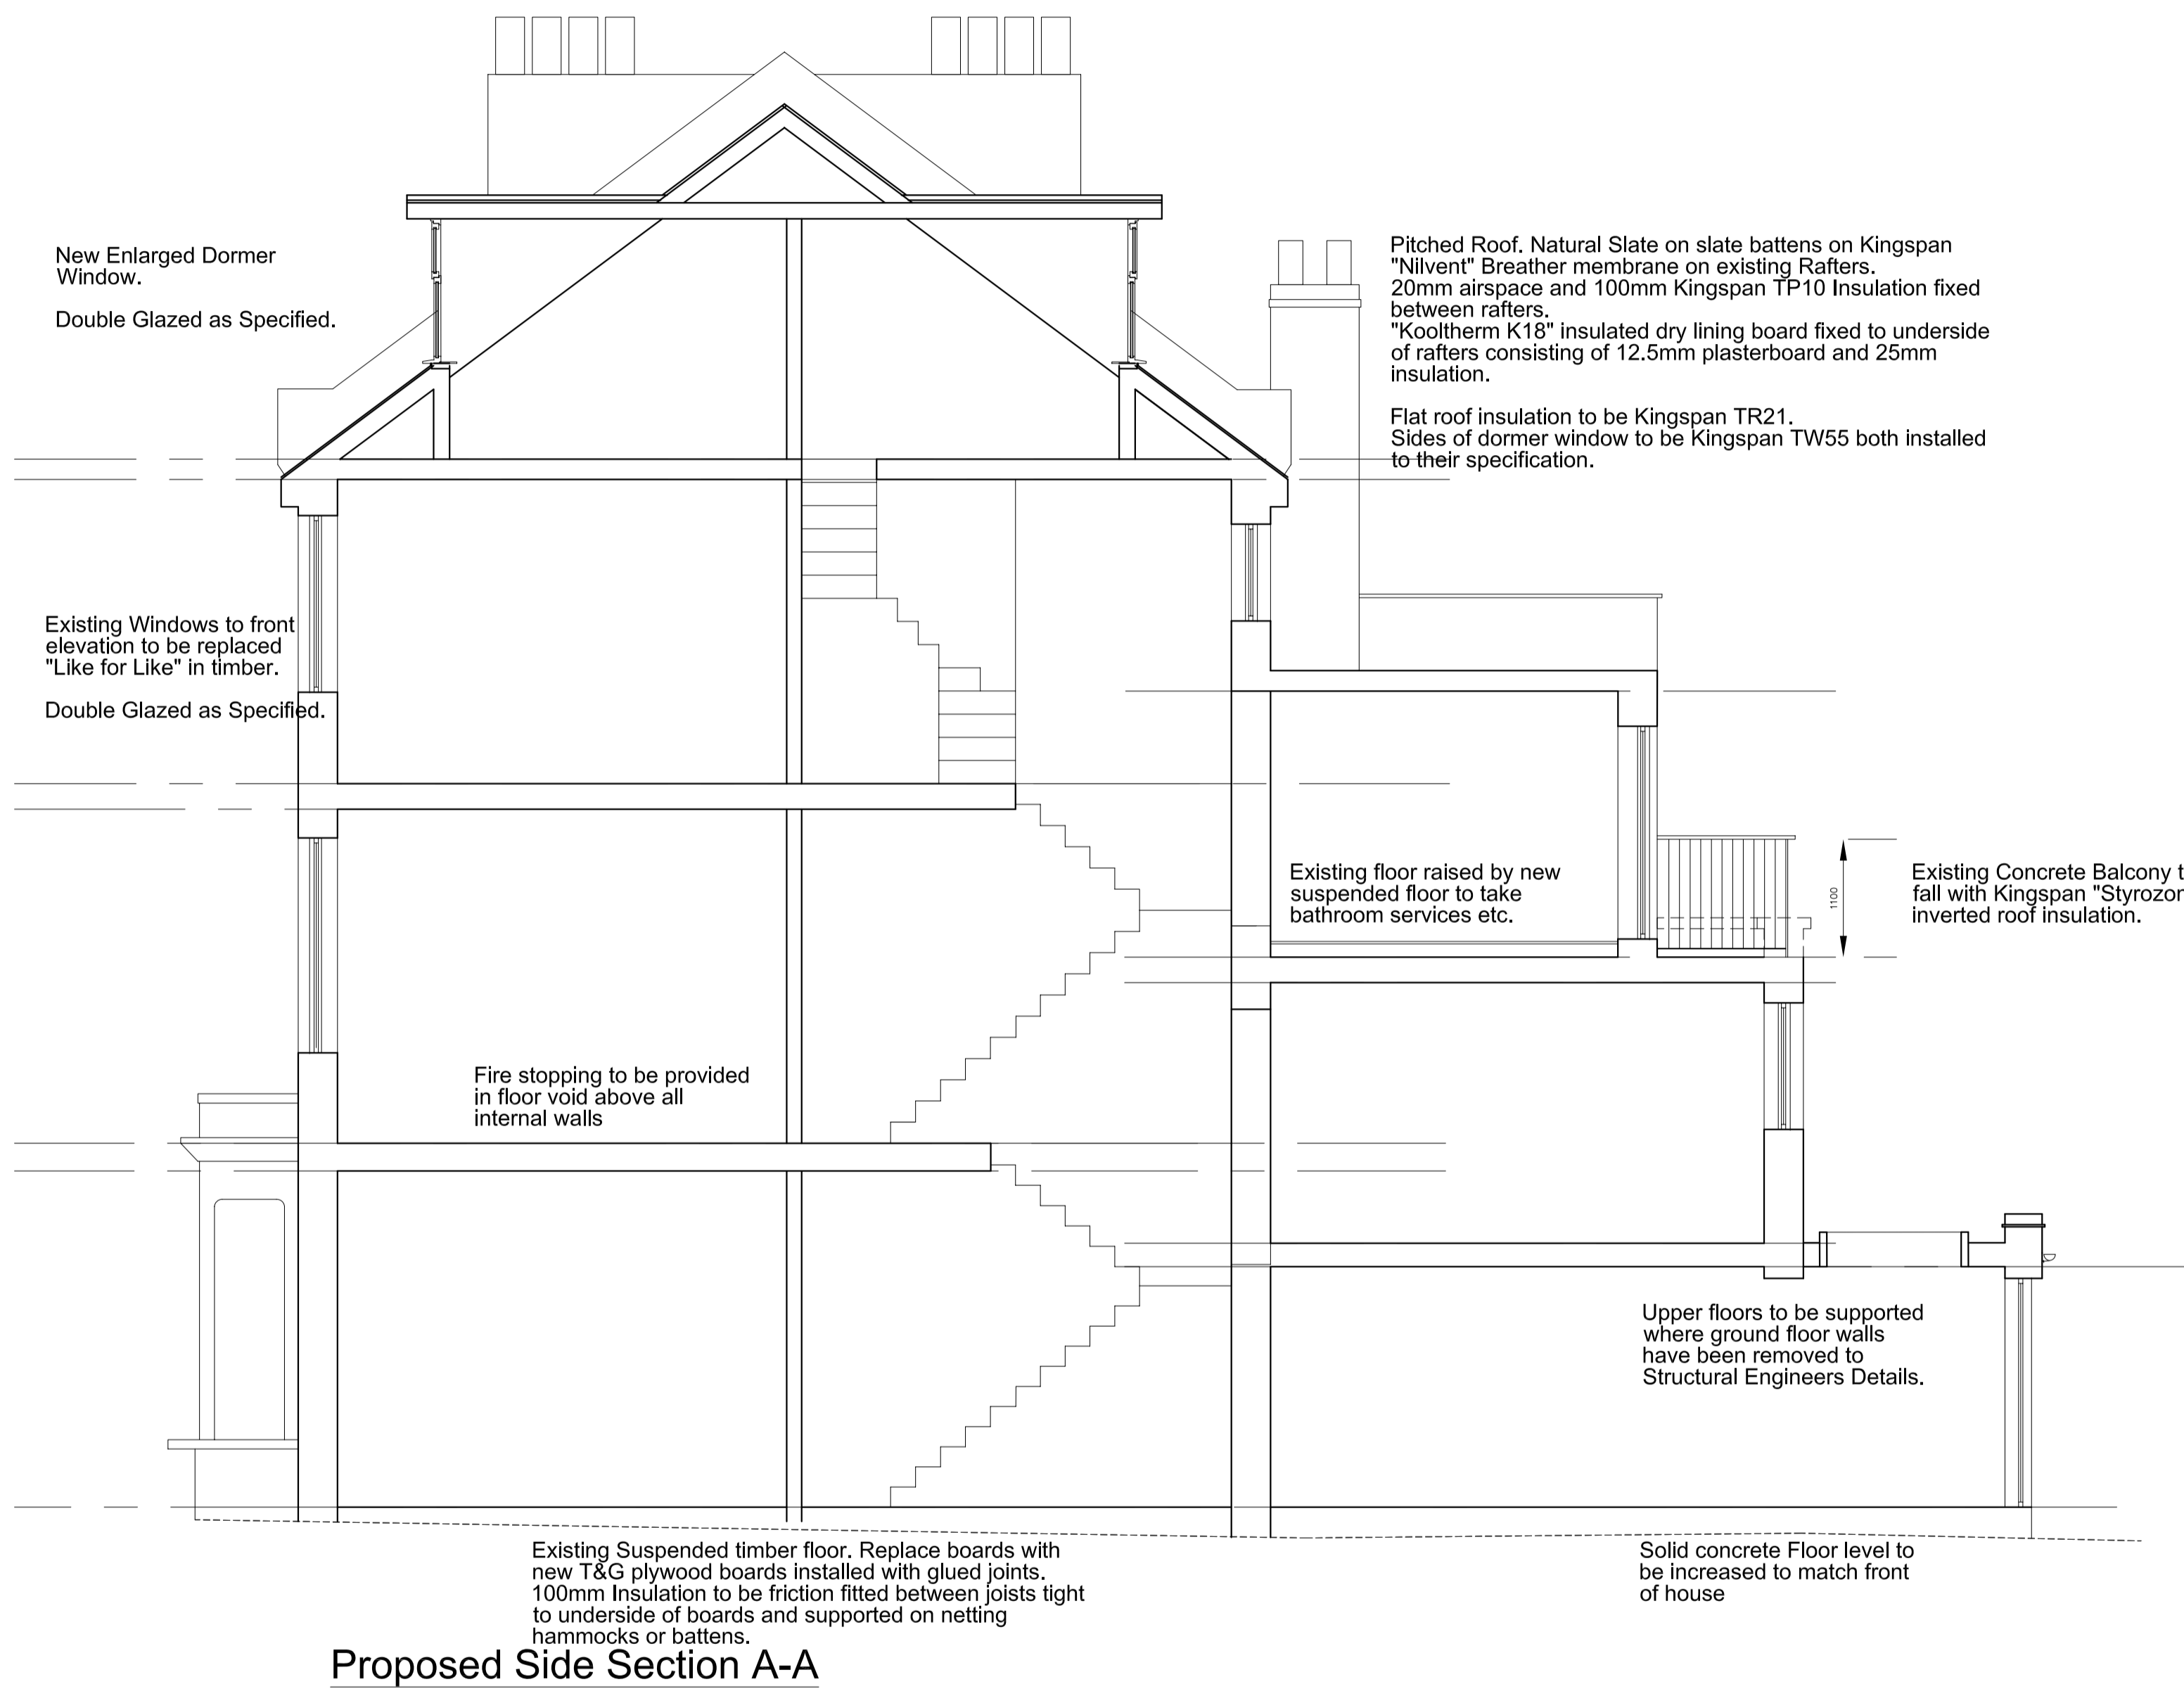 New Enlarged Dormer
Window.
Double Glazed as Specified.
Pitched Roof. Natural Slate on slate battens on Kingspan
"Nilvent" Breather membrane on existing Rafters.
20mm airspace and 100mm Kingspan TP10 Insulation fixed
between rafters.
"Kooltherm K18" insulated dry lining board fixed to underside
of rafters consisting of 12.5mm plasterboard and 25mm
insulation.
Flat roof insulation to be Kingspan TR21.
Sides of dormer window to be Kingspan TW55 both installed
to their specification.
Existing Windows to front
elevation to be replaced
"Like for Like" in timber.
Double Glazed as Specified.
Existing floor raised by new
suspended floor to take
bathroom services etc.
1100
Existing Concrete Balcony t
fall with Kingspan "Styrozon
inverted roof insulation.
Fire stopping to be provided
in floor void above all
internal walls
Upper floors to be supported
where ground floor walls
have been removed to
Structural Engineers Details.
Existing Suspended timber floor. Replace boards with
new T&G plywood boards installed with glued joints.
100mm Insulation to be friction fitted between joists tight
to underside of boards and supported on netting
hammocks or battens.
Solid concrete Floor level to
be increased to match front
of house
Proposed Side Section A-A